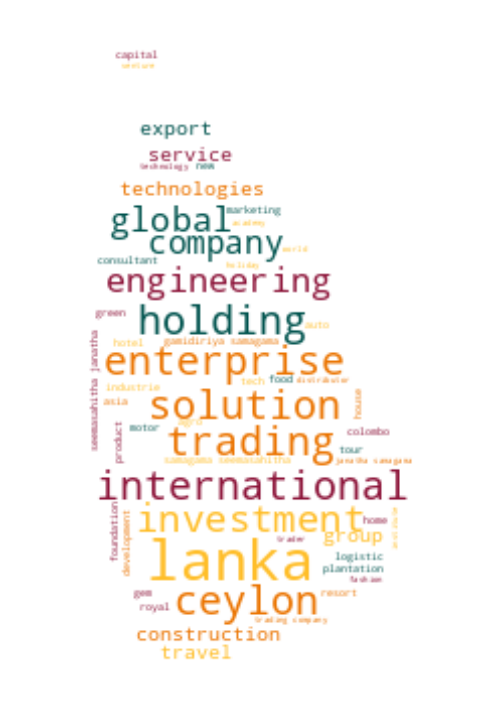 capital
venture
export
service
technology new
technologies
global marketing
academy
company world
consultant
holiday
engineering
green
holding auto
hotel gamidiriya samagama
seemasahitha janatha
enterprise
industrie tech food distributor
asia solution house
motor agro
product trading colombo
tour
samagama seemasahitha janatha samagama
international
foundation investment home
development trader group
lanka logistic
plantation
fashion
gem ceylon resort
royal
trading company
construction
travel